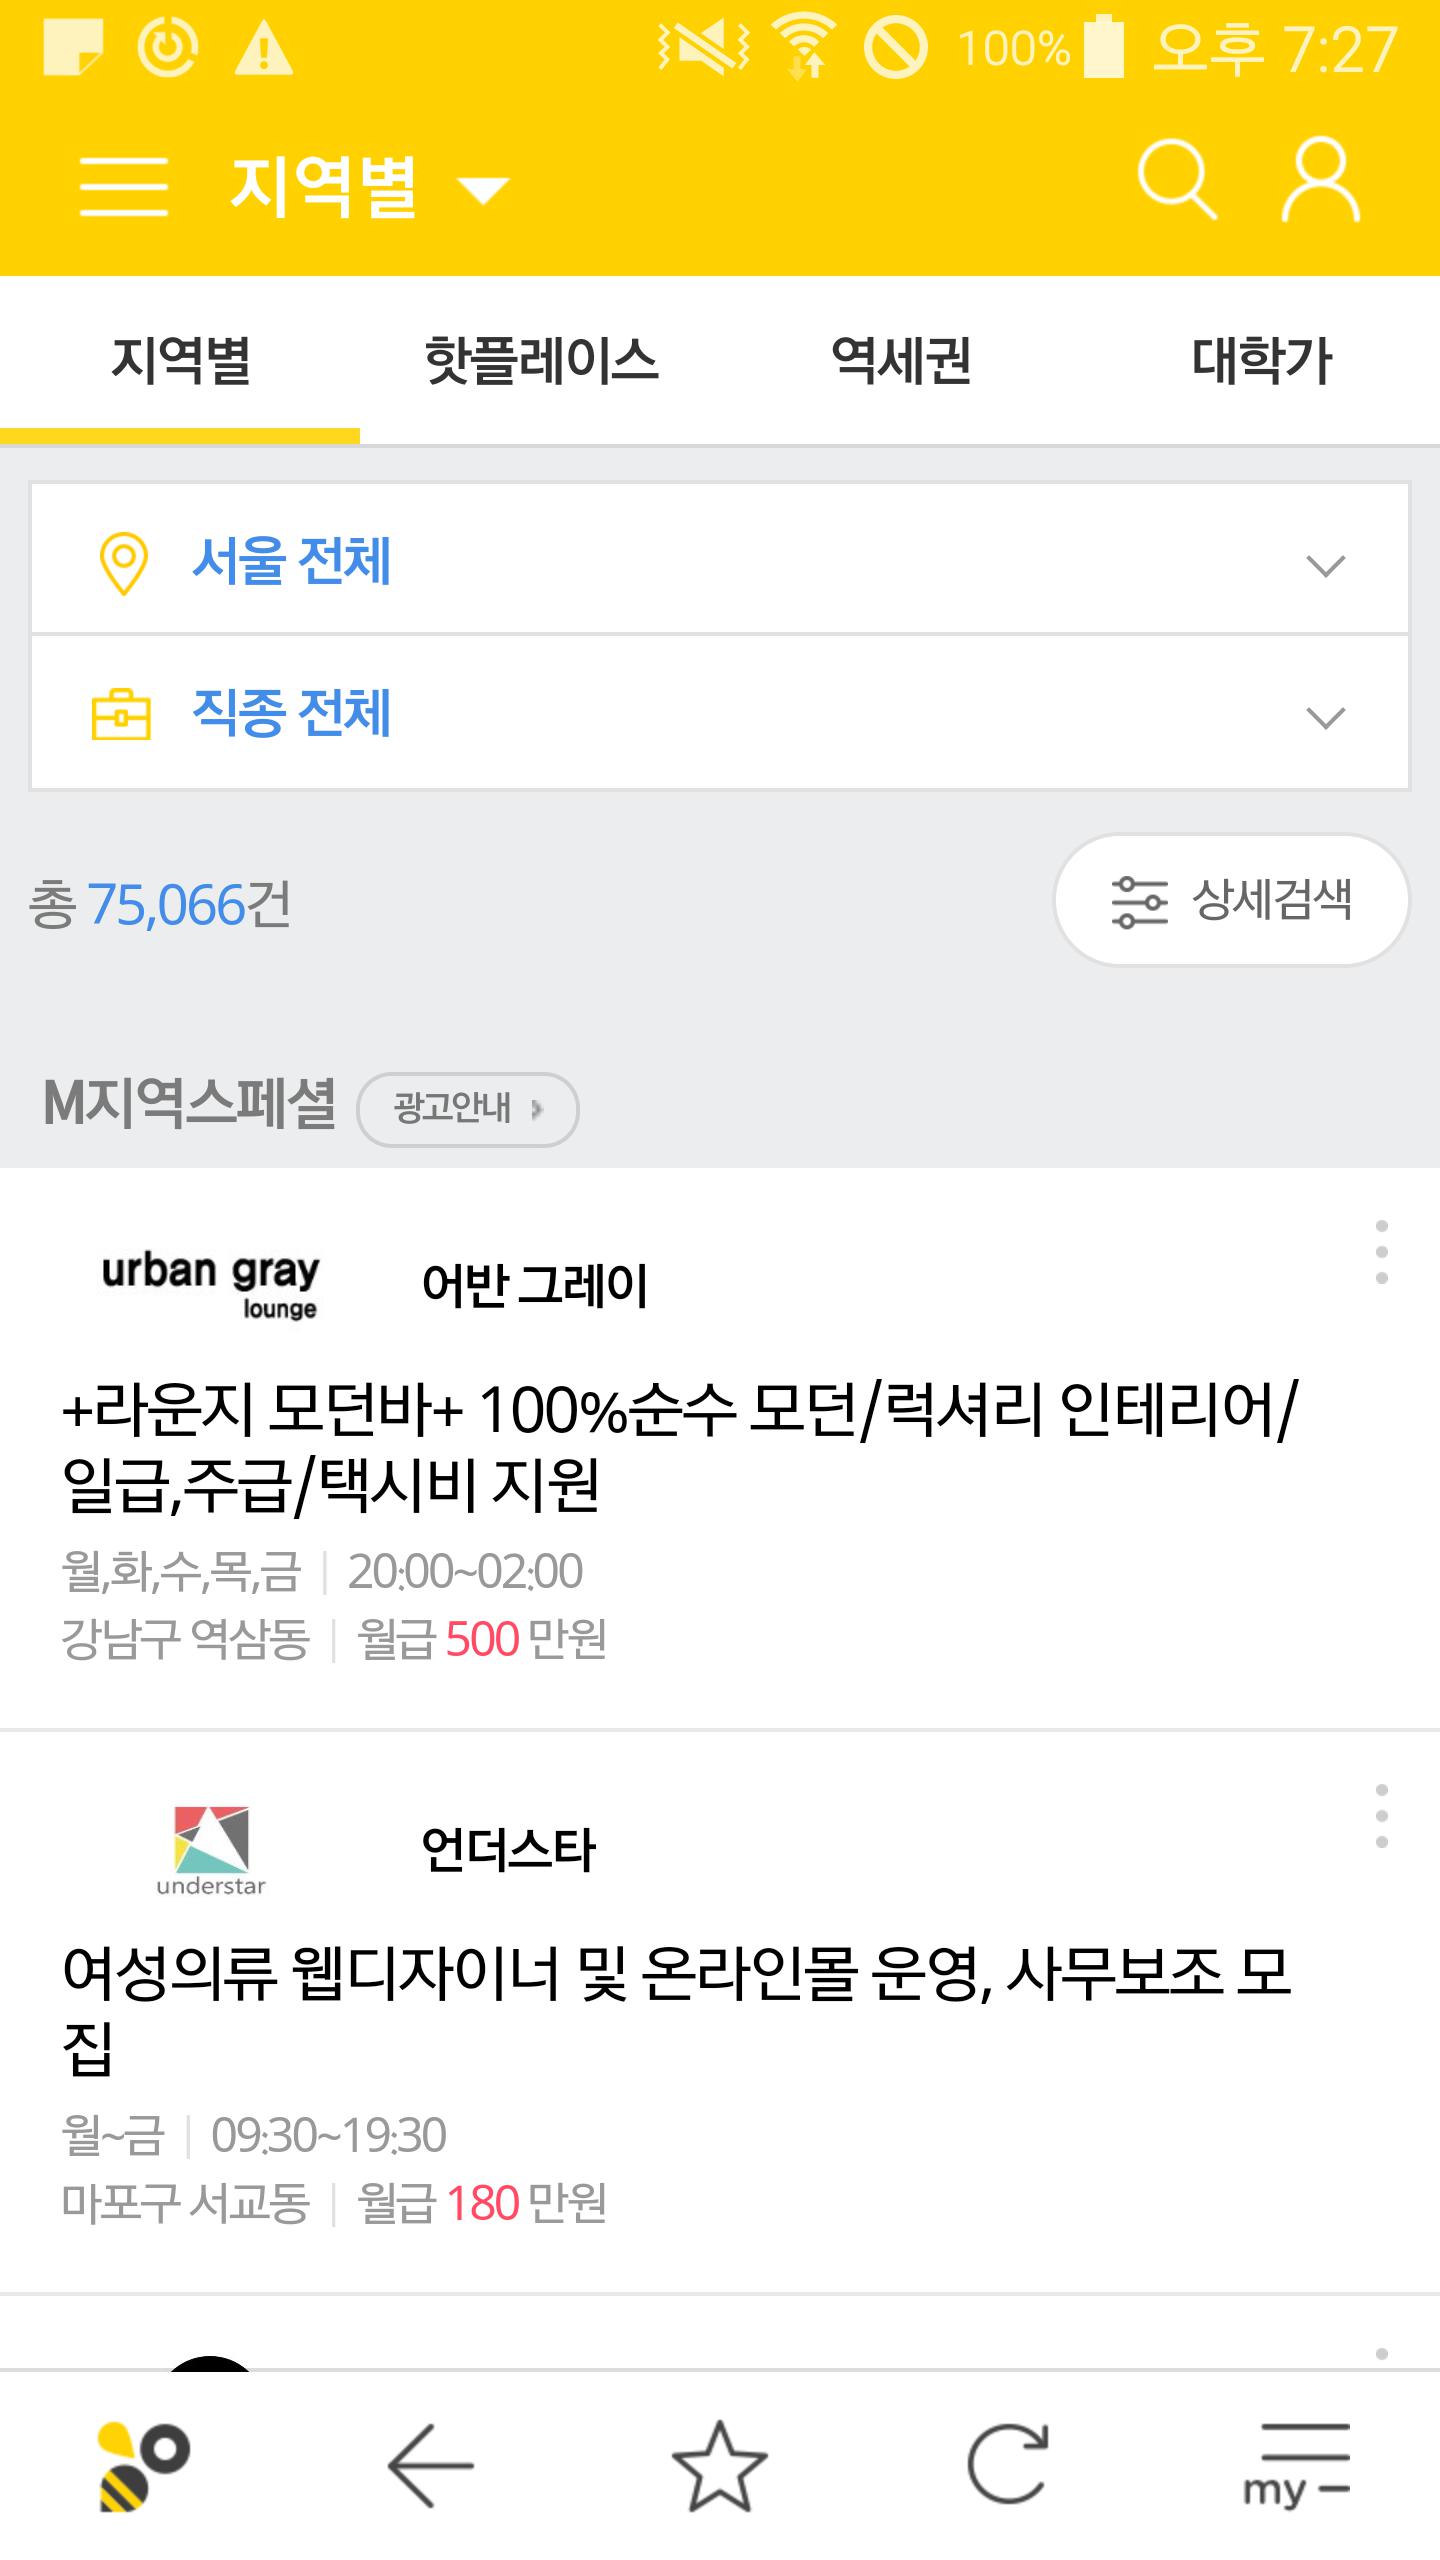 100% 오후 7:27
지역별
지역별 핫플레이스 역세권 대학가
서울 전체
직종 전체
총 75,066건 상세검색
M지역스페셜 광고안내
urban gray
lounge
어반 그레이
+라운지 모던바+ 100%순수 모던/럭셔리 인테리어/
일급,주급/택시비 지원
월,화,수,목,금 | 20:00~02:00
강남구 역삼동 | 월급 500 만원
understar
언더스타
여성의류 웹디자이너 및 온라인몰 운영, 사무보조 모
집
월~금 | 09:30~19:30
마포구 서교동 | 월급 180 만원
my